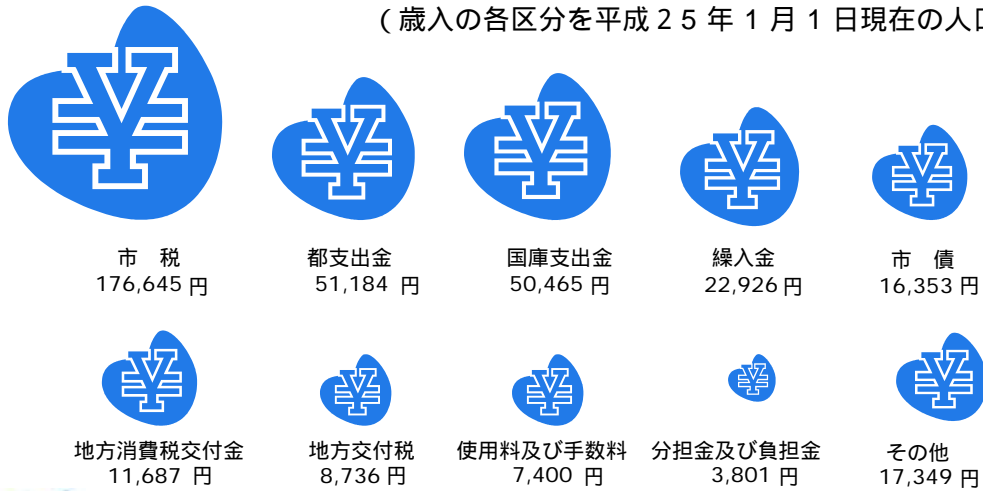 （歳入の各区分を平成２５年１月１日現在の人口
市　税
176,645 円
都支出金
51,184 円
国庫支出金
50,465 円
繰入金
22,926 円
市　債
16,353 円
地方消費税交付金
11,687 円
地方交付税
8,736 円
使用料及び手数料
7,400 円
分担金及び負担金
3,801 円
その他
17,349 円